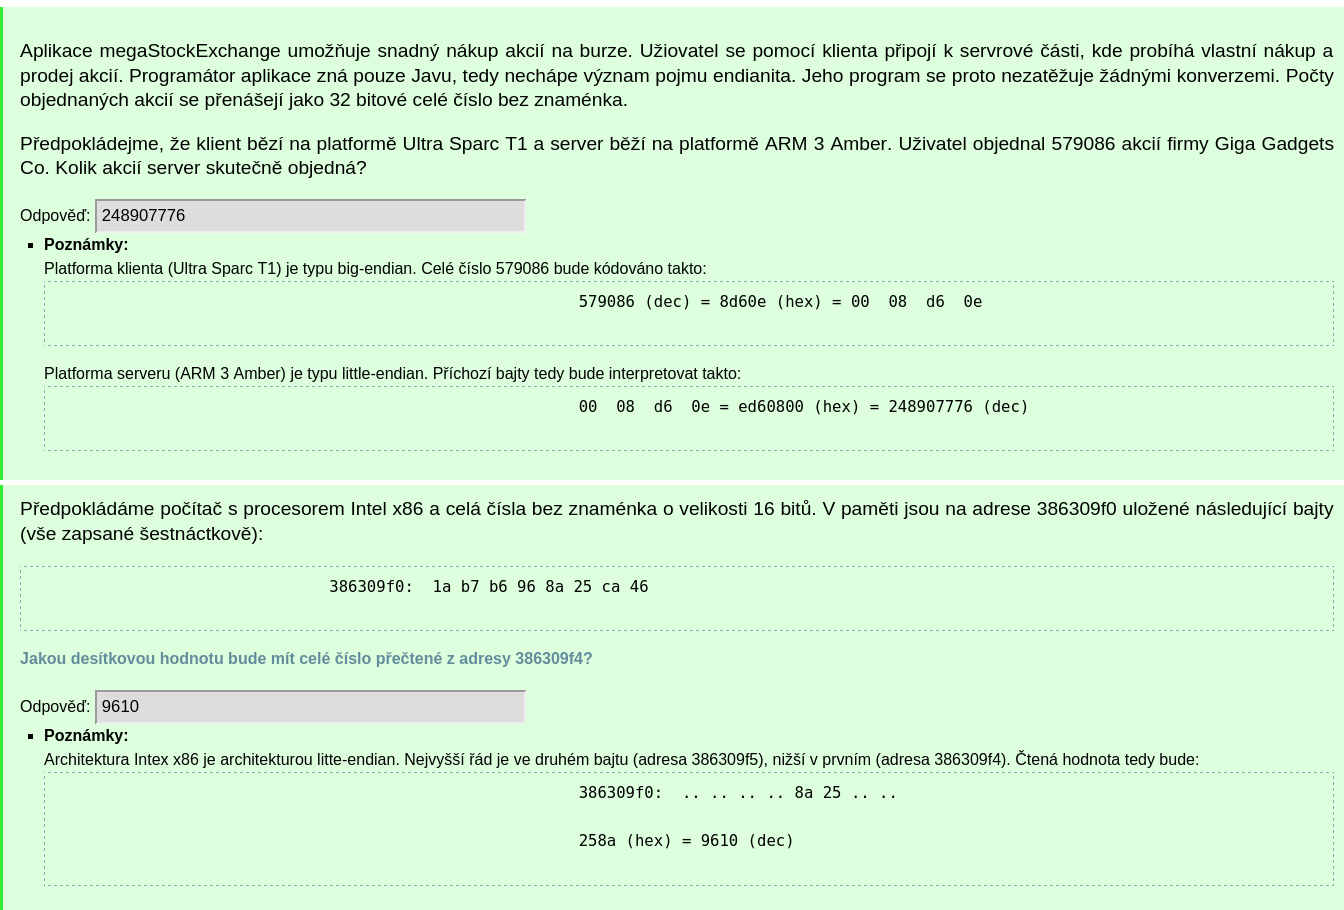 Aplikace megaStockExchange umožňuje snadný nákup akcií na burze. Užiovatel se pomocí klienta připojí k servrové části, kde probíhá vlastní nákup a
prodej akcií. Programátor aplikace zná pouze Javu, tedy nechápe význam pojmu endianita. Jeho program se proto nezatěžuje žádnými konverzemi. Počty
objednaných akcií se přenášejí jako 32 bitové celé číslo bez znaménka.
Předpokládejme, že klient bězí na platformě Ultra Sparc T1 a server běží na platformě ARM 3 Amber. Uživatel objednal 579086 akcií firmy Giga Gadgets
Co. Kolik akcií server skutečně objedná?
Odpověď: 248907776
Poznámky:
Platforma klienta (Ultra Sparc T1) je typu big-endian. Celé číslo 579086 bude kódováno takto:
579086 (dec) = 8d60e (hex) = 00  08  d6  0e
Platforma serveru (ARM 3 Amber) je typu little-endian. Příchozí bajty tedy bude interpretovat takto:
00  08  d6  0e = ed60800 (hex) = 248907776 (dec)
Předpokládáme počítač s procesorem Intel x86 a celá čísla bez znaménka o velikosti 16 bitů. V paměti jsou na adrese 386309f0 uložené následující bajty
(vše zapsané šestnáctkově):
386309f0:  1a b7 b6 96 8a 25 ca 46
Jakou desítkovou hodnotu bude mít celé číslo přečtené z adresy 386309f4?
Odpověď: 9610
Poznámky:
Architektura Intex x86 je architekturou litte-endian. Nejvyšší řád je ve druhém bajtu (adresa 386309f5), nižší v prvním (adresa 386309f4). Čtená hodnota tedy bude:
386309f0:  .. .. .. .. 8a 25 .. ..
258a (hex) = 9610 (dec)